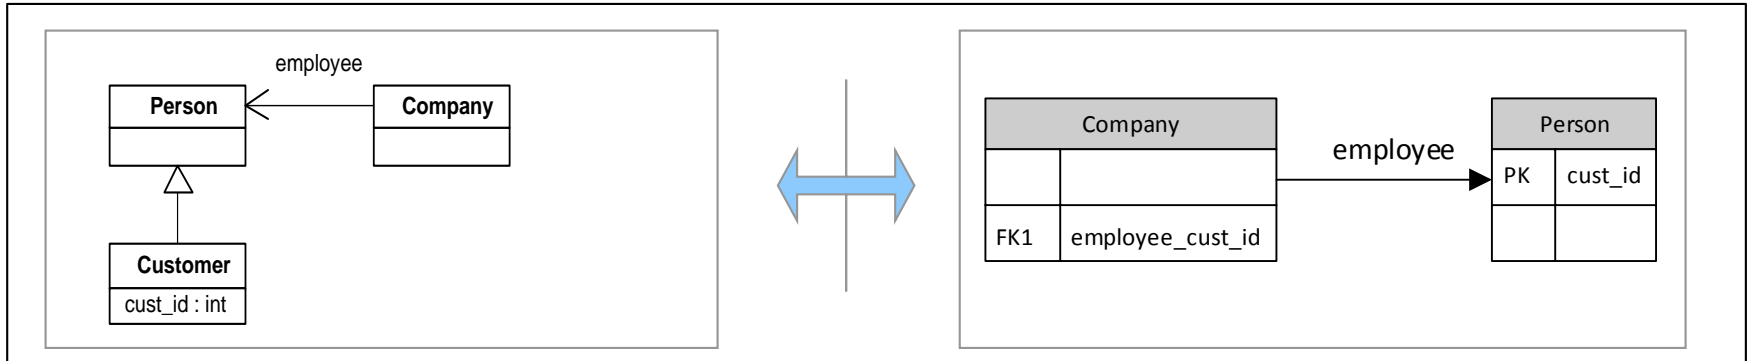 employee
Person
Company
Customer
cust_id : int
Company
FK1 employee_cust_id
employee
Person
PK cust_id